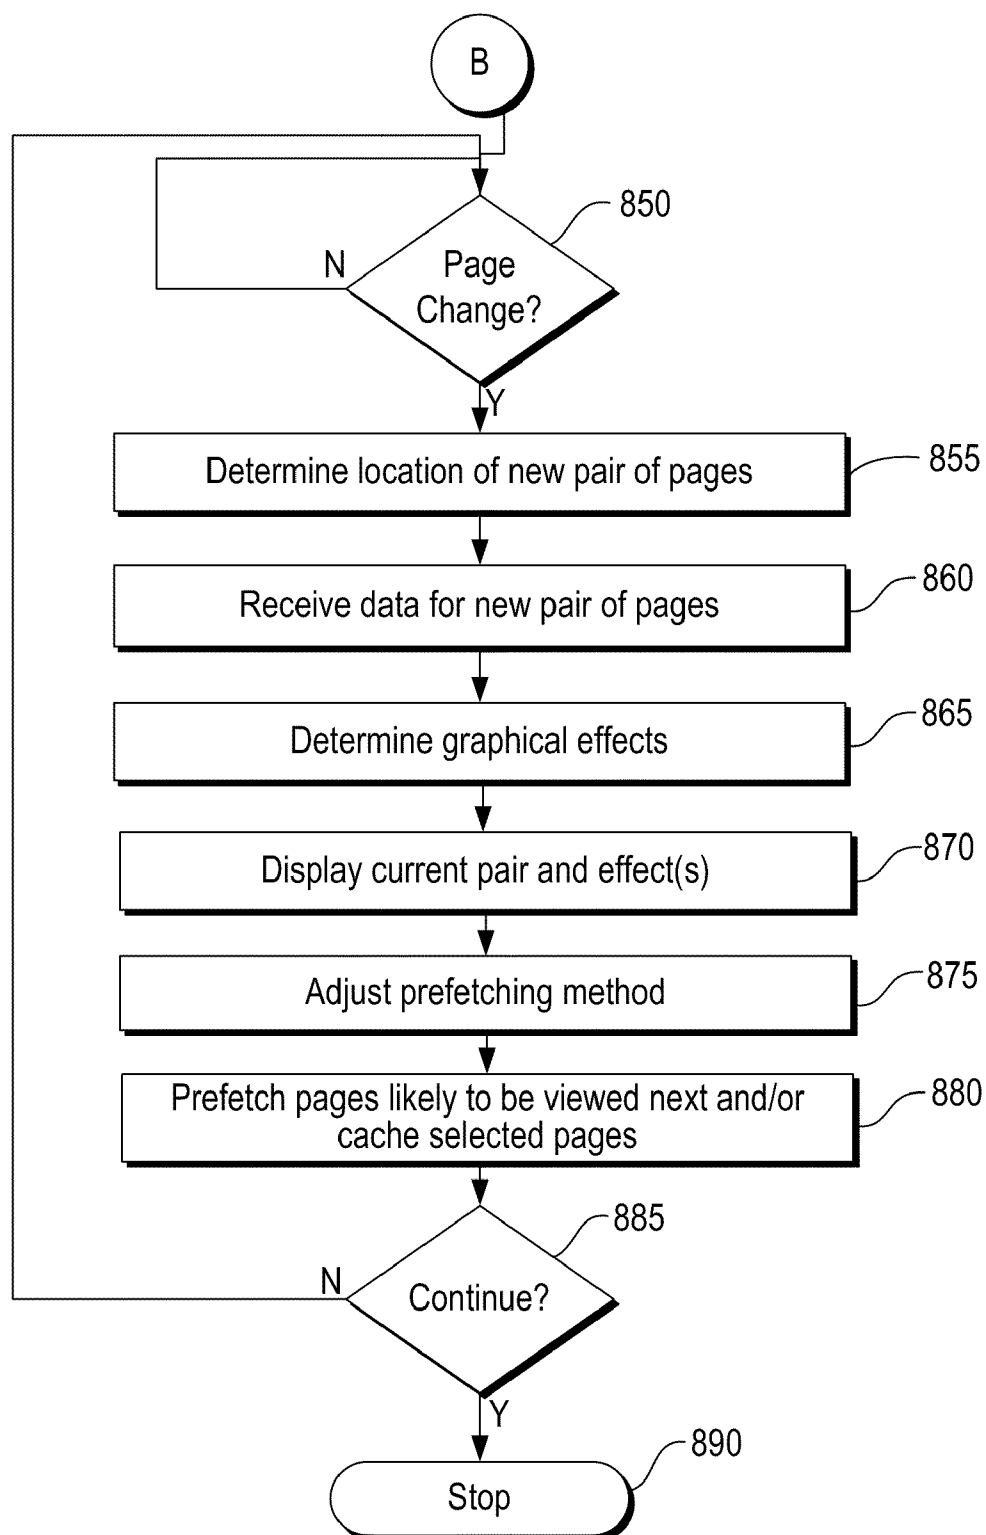 B
850
N
Page
Change?
Y
Determine location of new pair of pages
855
Receive data for new pair of pages
860
Determine graphical effects
865
Display current pair and effect(s)
870
Adjust prefetching method
875
Prefetch pages likely to be viewed next and/or
cache selected pages
880
885
N
Continue?
Y
890
Stop